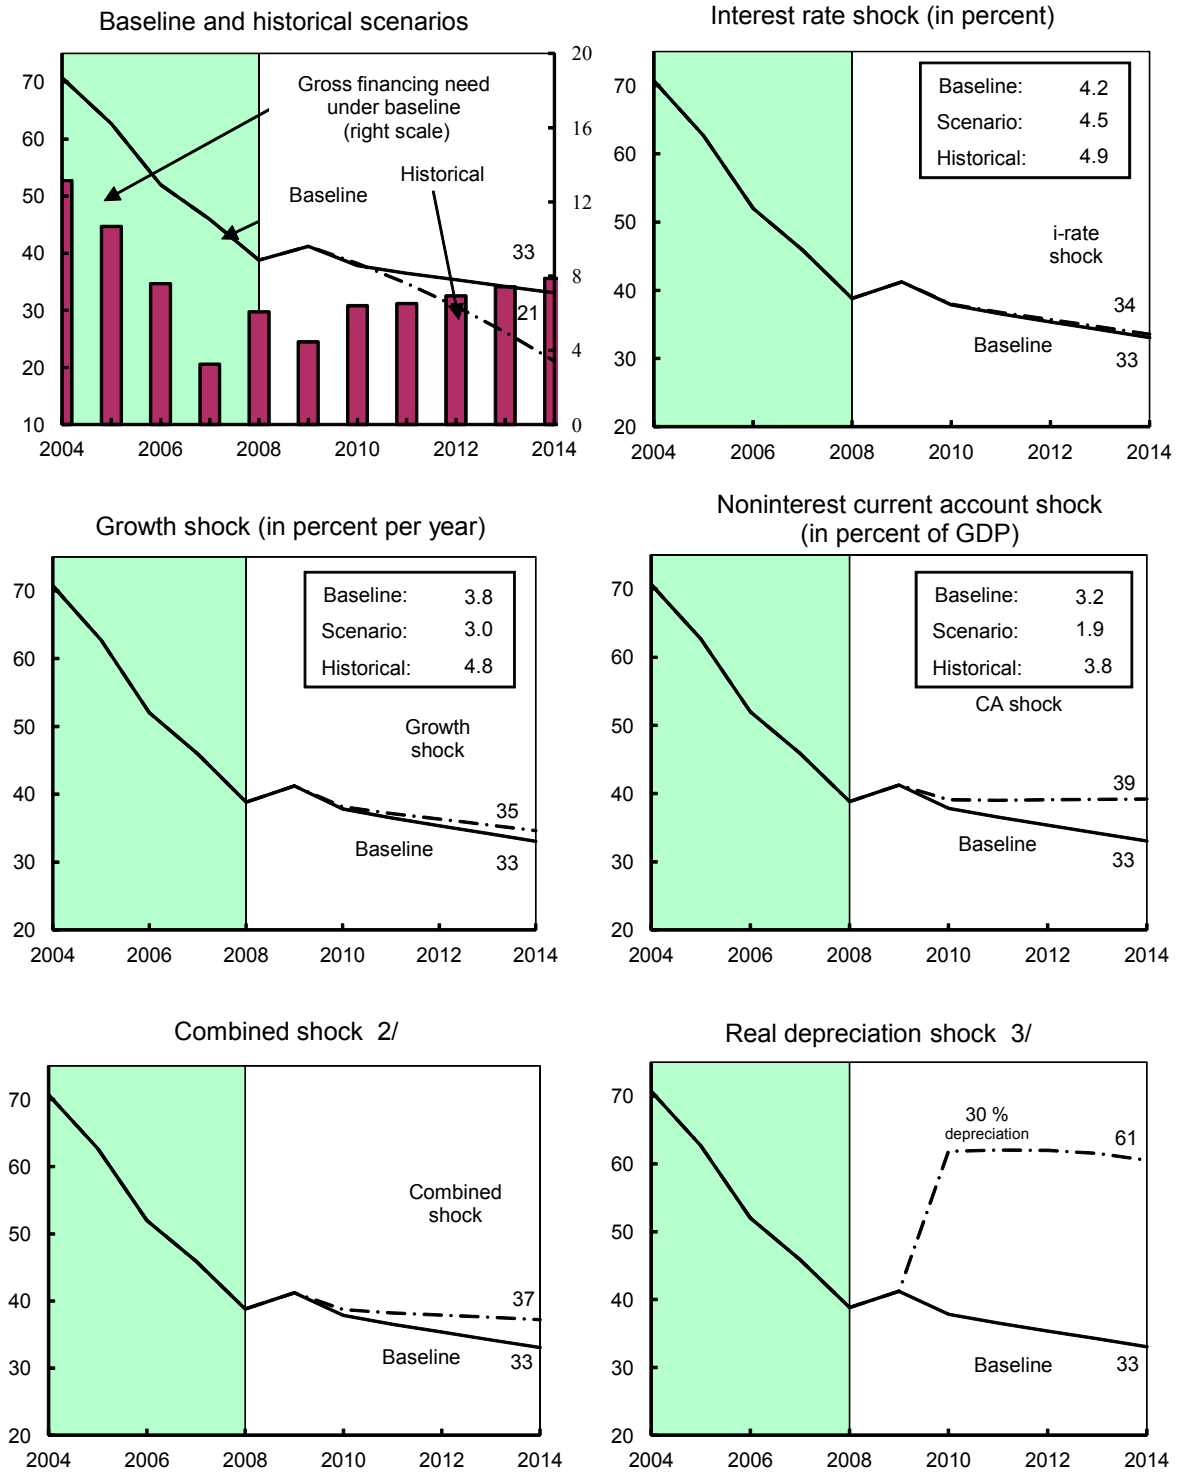 Baseline and historical scenarios
20
70
Gross financing need
under baseline
(right scale)
16
60
50
Historical
Baseline
12
40
33
8
30
21
20
4
10
0
2004 2006 2008 2010 2012 2014
Interest rate shock (in percent)
70
Baseline: 4.2
Scenario: 4.5
Historical: 4.9
60
50
i-rate
shock
40
34
Baseline
33
30
20
2004 2006 2008 2010 2012 2014
Growth shock (in percent per year)
70
Baseline: 3.8
Scenario: 3.0
Historical: 4.8
60
50
Growth
shock
40
35
Baseline
33
30
20
2004 2006 2008 2010 2012 2014
Noninterest current account shock
(in percent of GDP)
70
Baseline: 3.2
Scenario: 1.9
Historical: 3.8
60
CA shock
50
40
39
Baseline
33
30
20
2004 2006 2008 2010 2012 2014
Combined shock 2/
70
60
Combined
shock
50
40
37
Baseline
33
30
20
2004 2006 2008 2010 2012 2014
Real depreciation shock 3/
70
30 %
depreciation
61
60
50
40
Baseline
33
30
20
2004 2006 2008 2010 2012 2014